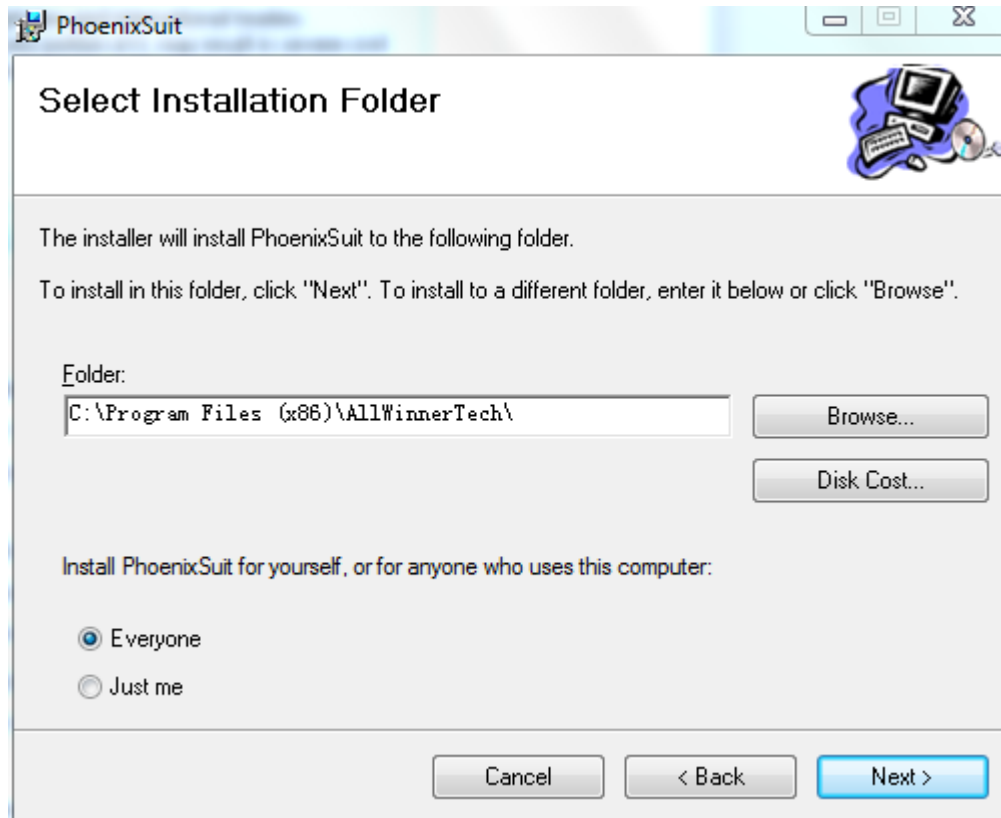 PhoenixSuit
Select Installation Folder
The installer will install PhoenixSuit to the following folder.
To install in this folder, click "Next". To install to a different folder, enter it below or click "Browse".
Folder:
C:\Program Files (x86)\AllWinnerTech\
Browse...
Disk Cost...
Install PhoenixSuit for yourself, or for anyone who uses this computer:
Everyone
Just me
Cancel
< Back
Next >